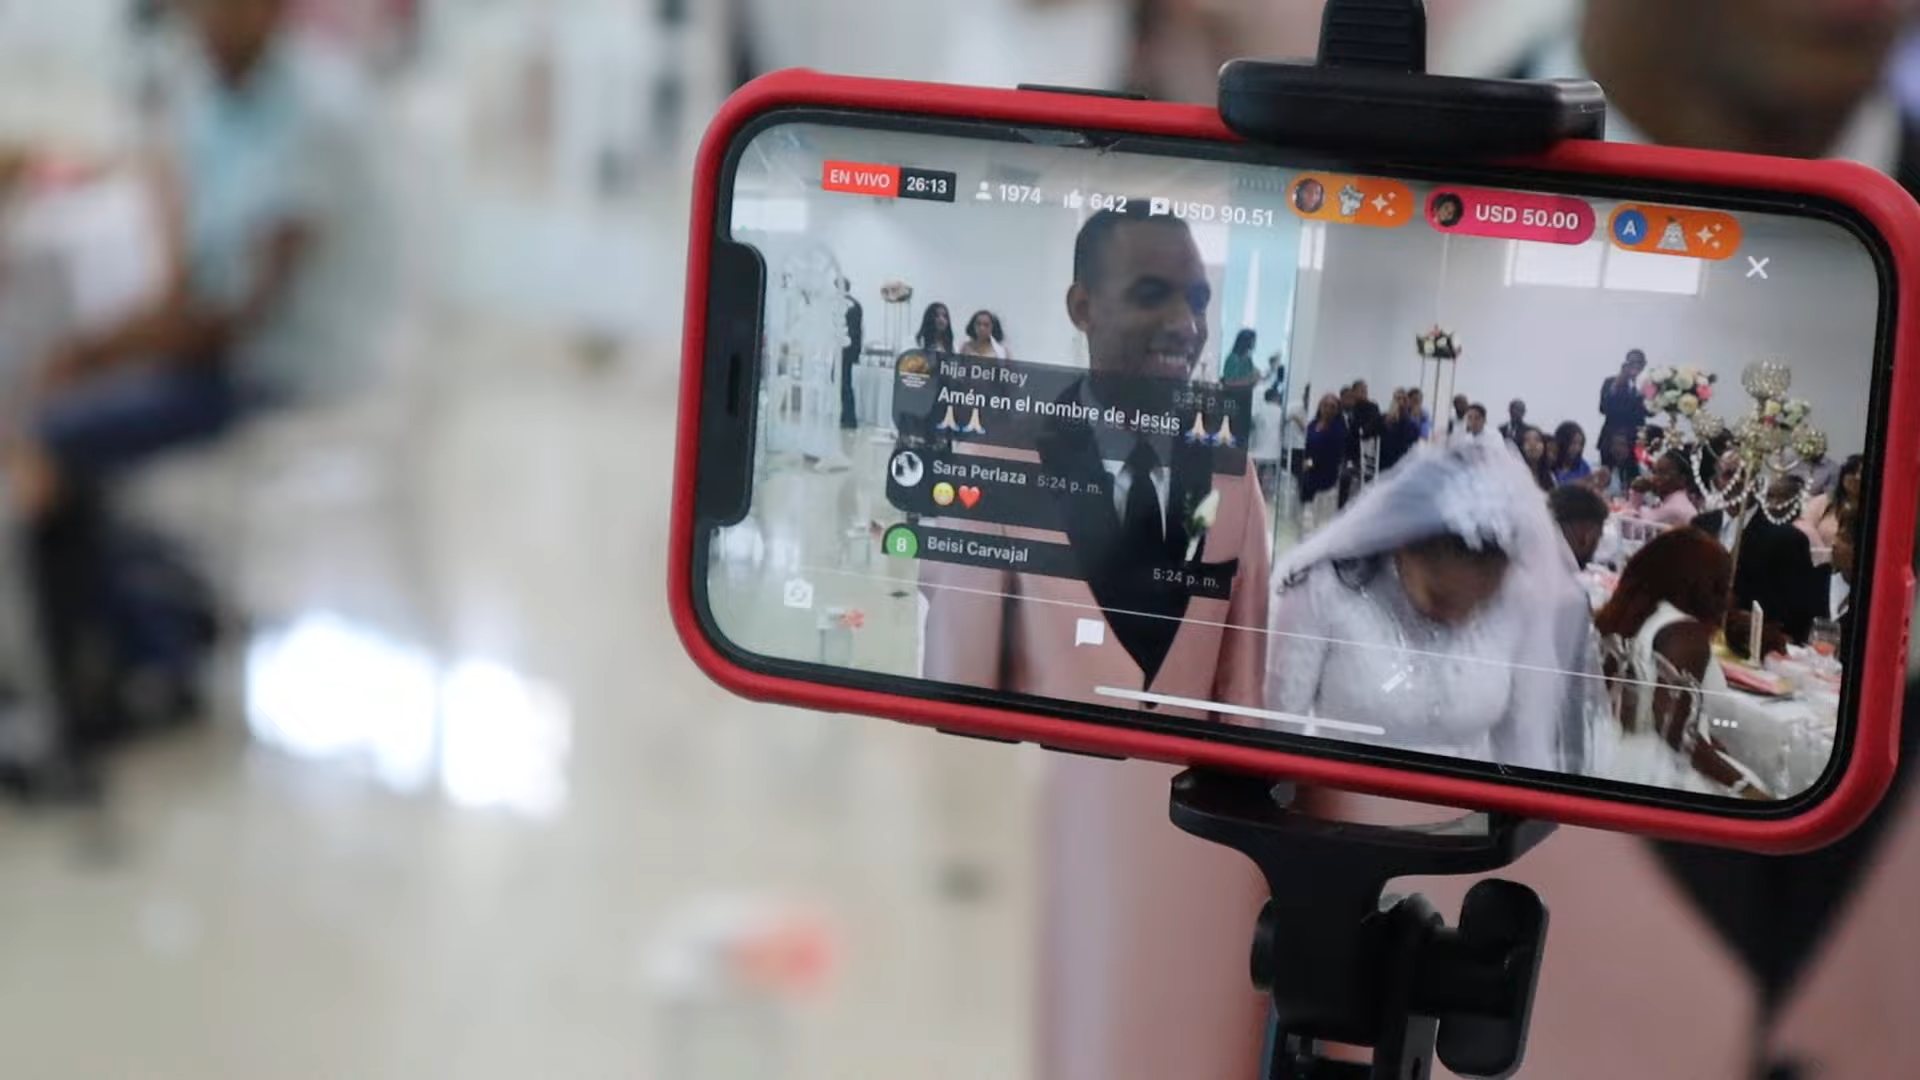 EN VIVO 26:13 1974 642 USD 90.51 USD 50.00 A
hija Del Rey
5:24 p. m.
Amén en el nombre de Jesús 🙏🏻🙏🏻
🙏🏻🙏🏻
Sara Perlaza 5:24 p. m.
😁❤️
B Beisi Carvajal
5:24 p. m.